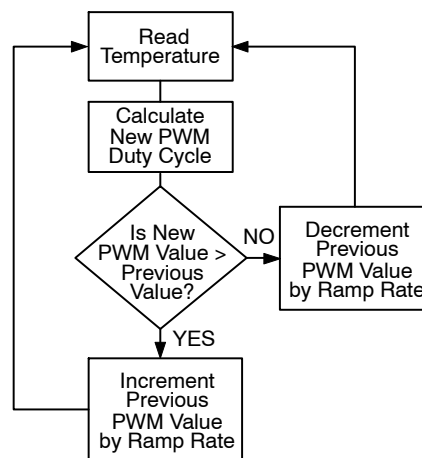 Read
Temperature
Calculate
New PWM
Duty Cycle
Is New
PWM Value >
Previous
Value?
NO
Decrement
Previous
PWM Value
by Ramp Rate
YES
Increment
Previous
PWM Value
by Ramp Rate